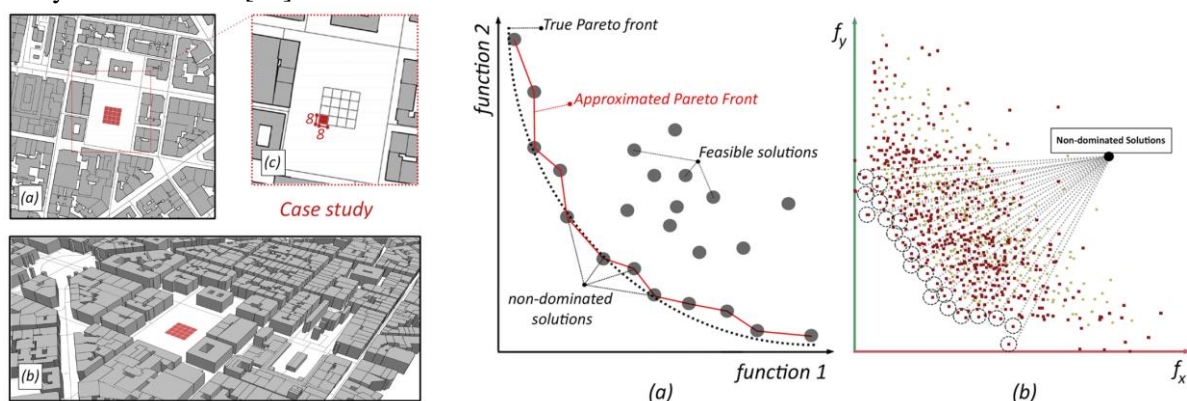 (a)
8
8
(c)
Case study
(b)
function 2
True Pareto front
Approximated Pareto Front
Feasible solutions
non-dominated
solutions
function 1
(a)
f_y
Non-dominated Solutions
f_x
(b)